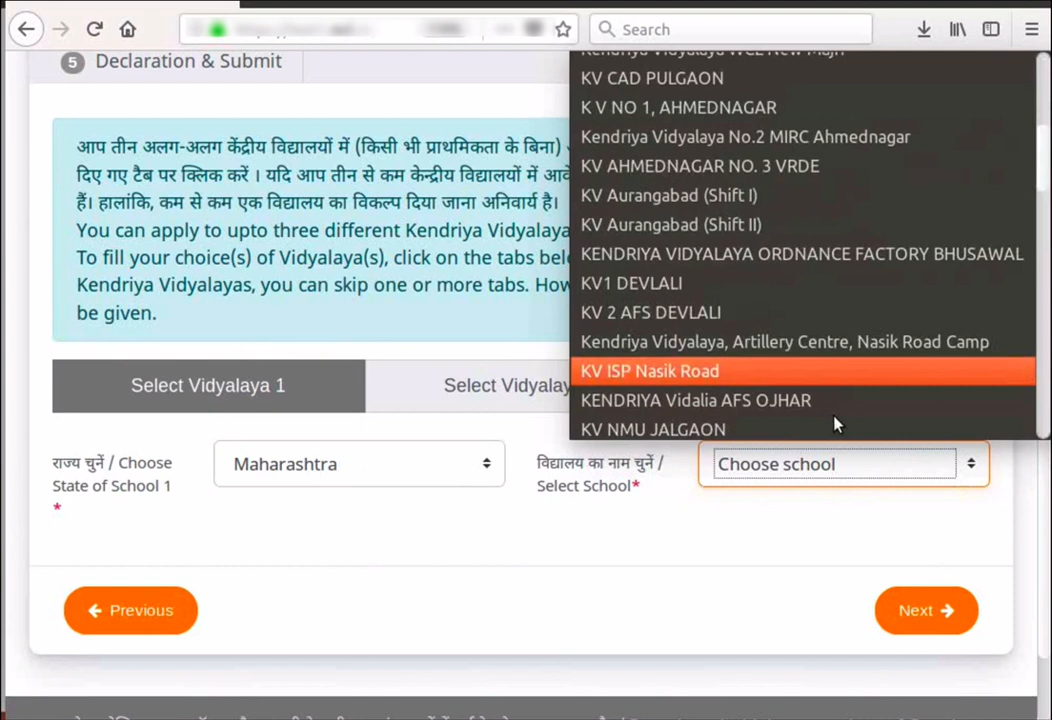 Search
5 Declaration & Submit
आप तीन अलग-अलग केंद्रीय विद्यालयों में (किसी भी प्राथमिकता के बिना)
दिए गए टैब पर क्लिक करें । यदि आप तीन से कम केन्द्रीय विद्यालयों में
हैं। हालांकि, कम से कम एक विद्यालय का विकल्प दिया जाना अनिवार्य है।
You can apply to upto three different Kendriya Vidyalaya
To fill your choice(s) of Vidyalaya(s), click on the tabs
Kendriya Vidyalayas, you can skip one or more tabs.
be given.
KV CAD PULGAON
K V NO 1, AHMEDNAGAR
Kendriya Vidyalaya No.2 MIRC Ahmednagar
KV AHMEDNAGAR NO. 3 VRDE
KV Aurangabad (Shift I)
KV Aurangabad (Shift II)
KENDRIYA VIDYALAYA ORDNANCE FACTORY BHUSAWAL
KV1 DEVLALI
KV 2 AFS DEVLALI
Kendriya Vidyalaya, Artillery Centre, Nasik Road Camp
KV ISP Nasik Road
KENDRIYA Vidalia AFS OJHAR
KV NMU JALGAON
Select Vidyalaya 1
Select Vidyalay
राज्य चुनें / Choose
State of School 1
*
Maharashtra
विद्यालय का नाम चुनें /
Select School*
Choose school
Previous
Next